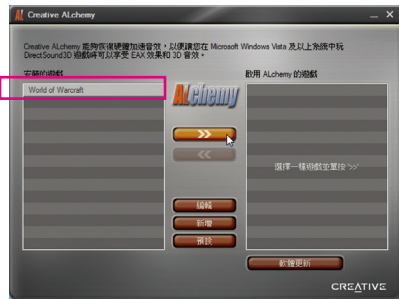 Creative ALchemy
Creative ALchemy 能夠恢復硬體加速音效,以便讓您在 Microsoft Windows Vista 及以上系統中玩
DirectSound3D 遊戲時可以享受 EAX 效果和 3D 音效。
安裝的遊戲
啟用 ALchemy 的遊戲
World of Warcraft
ALchemy
>>
<<
選擇一種遊戲並單按 '>>'
編輯
新增
預設
軟體更新
CREATIVE